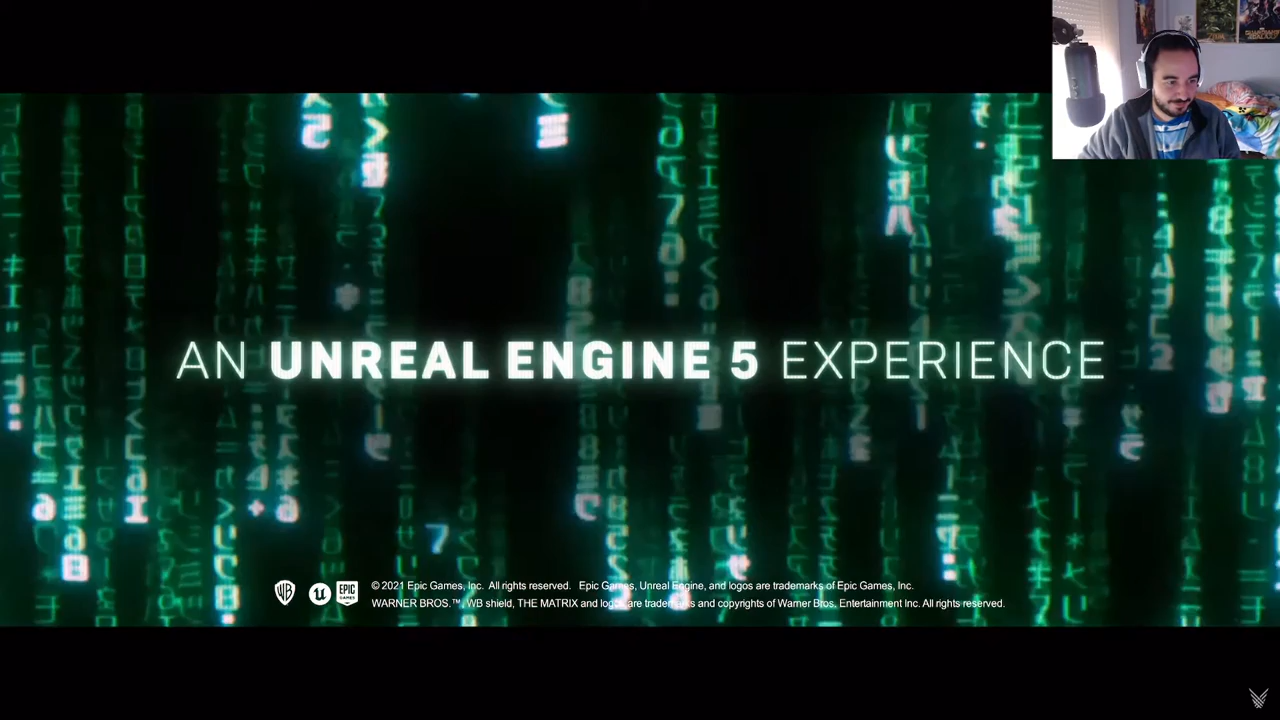 AN UNREAL ENGINE 5 EXPERIENCE
© 2021 Epic Games, Inc. All rights reserved. Epic Games, Unreal Engine, and logos are trademarks of Epic Games, Inc.
WARNER BROS.™, WB shield, THE MATRIX and logos are trademarks and copyrights of Warner Bros. Entertainment Inc. All rights reserved.
EPIC GAMES